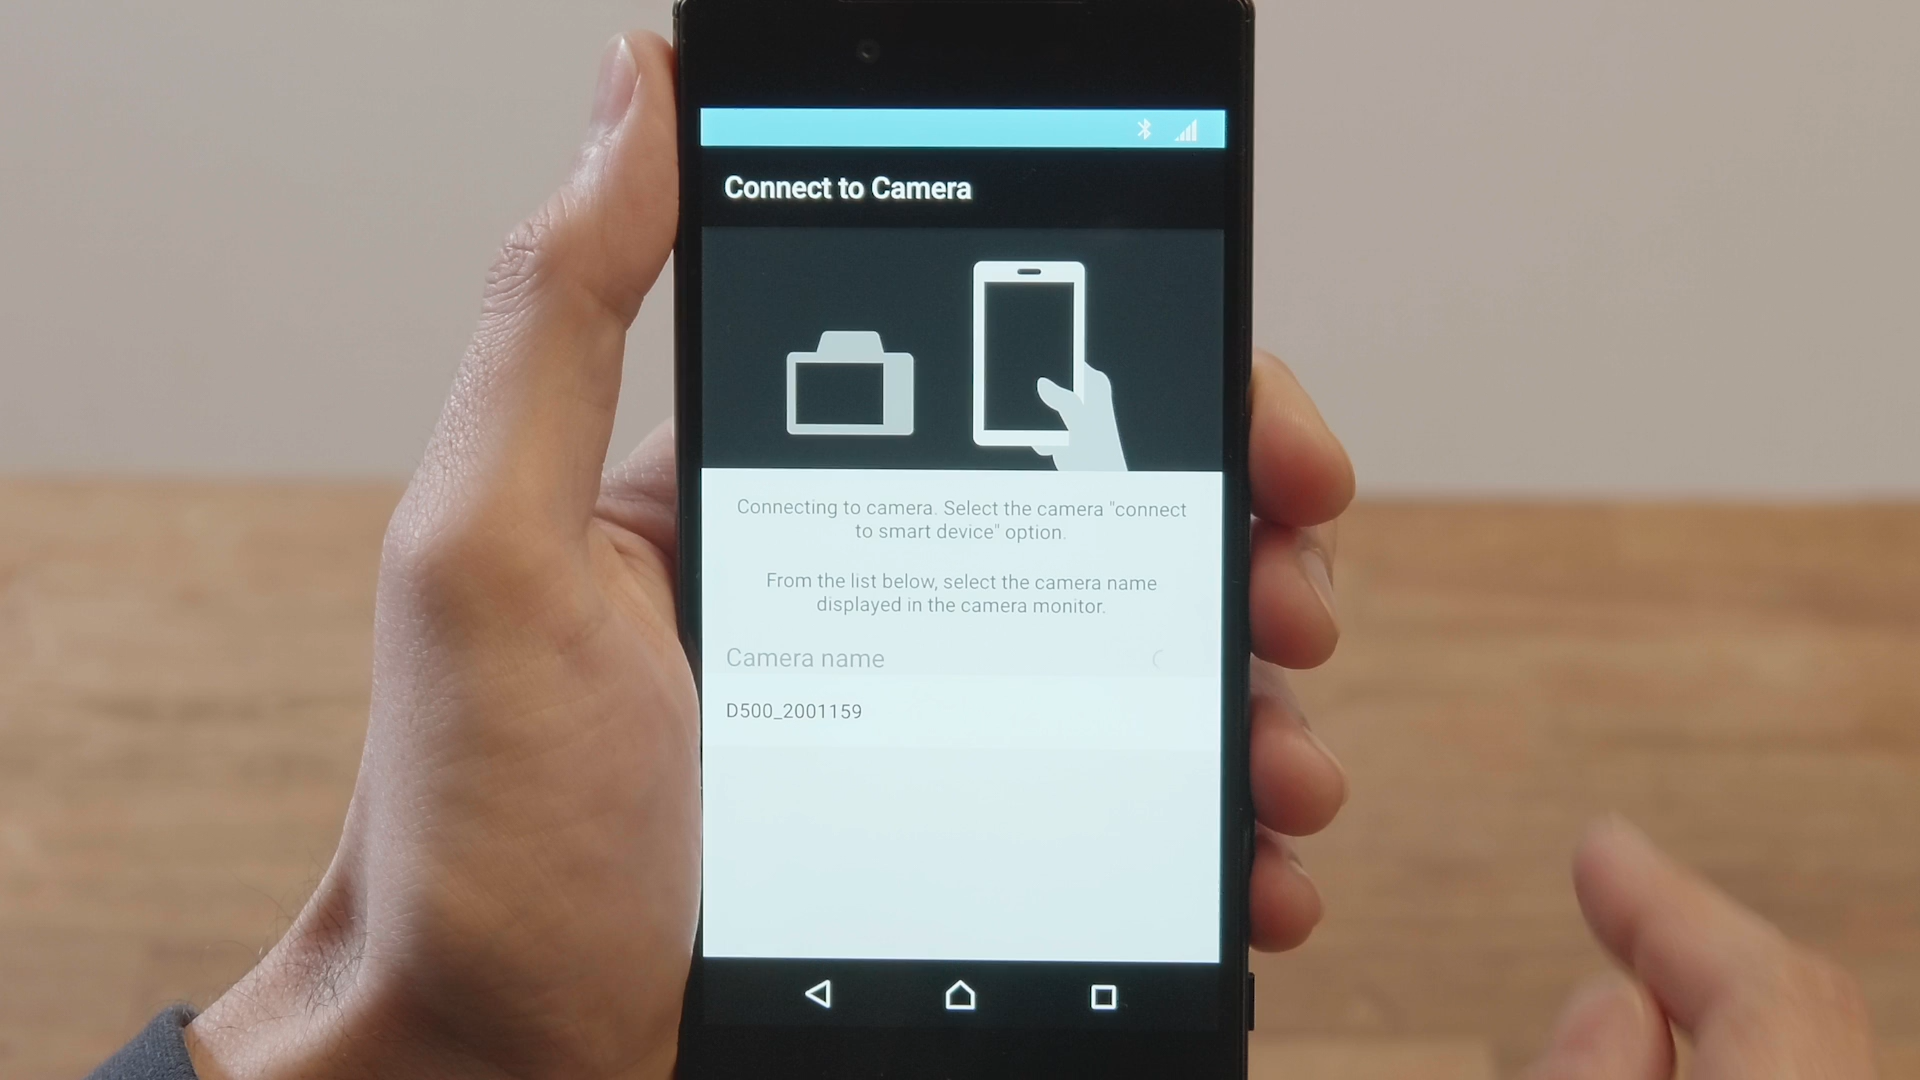 Connect to Camera
Connecting to camera. Select the camera "connect
to smart device" option.
From the list below, select the camera name
displayed in the camera monitor.
Camera name
D500_2001159